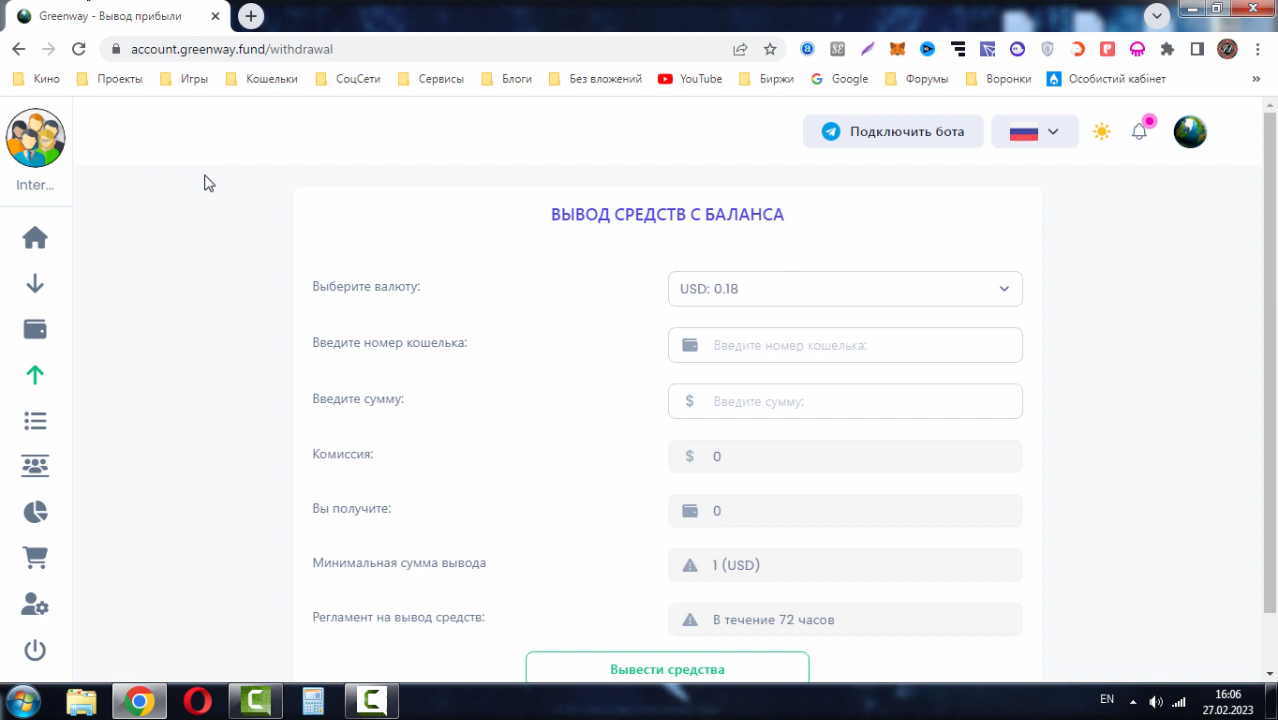 Greenway - Вывод прибыли
account.greenway.fund/withdrawal
Кино
Проекты
Игры
Кошельки
СоцСети
Сервисы
Блоги
Без вложений
YouTube
Биржи
Google
Форумы
Воронки
Особистий кабінет
Подключить бота
Inter...
ВЫВОД СРЕДСТВ С БАЛАНСА
Выберите валюту:
USD: 0.18
Введите номер кошелька:
Введите номер кошелька:
Введите сумму:
$ Введите сумму:
Комиссия:
$ 0
Вы получите:
0
Минимальная сумма вывода
1 (USD)
Регламент на вывод средств:
В течение 72 часов
Вывести средства
EN
16:06
27.02.2023